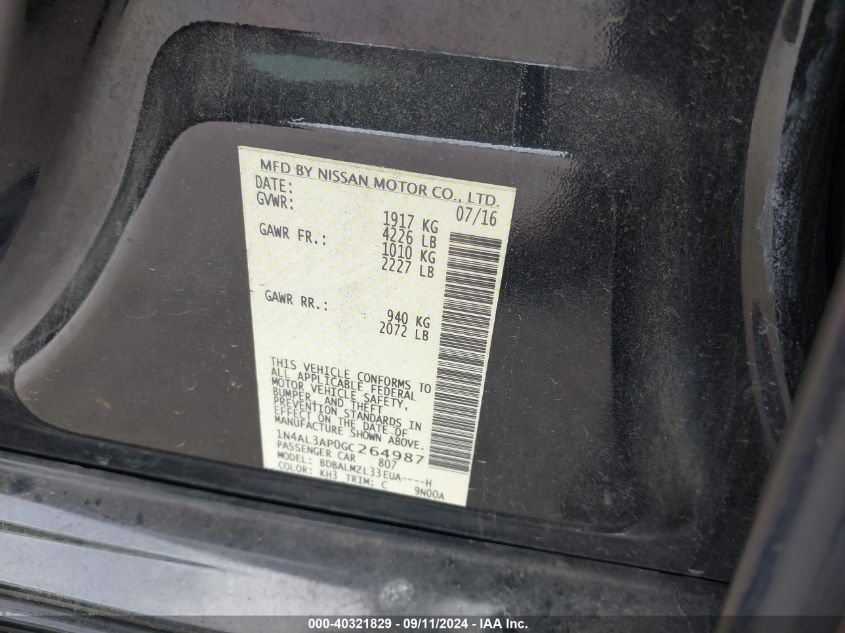 MFD BY NISSAN MOTOR CO., LTD.
DATE: 07/16
GVWR: 1917 KG
4226 LB
GAWR FR.: 1010 KG
2227 LB
GAWR RR.: 940 KG
2072 LB
THIS VEHICLE CONFORMS TO
ALL APPLICABLE FEDERAL
MOTOR VEHICLE SAFETY,
BUMPER, AND THEFT
PREVENTION STANDARDS IN
EFFECT ON THE DATE OF
MANUFACTURE SHOWN ABOVE.
1N4AL3AP0GC264987
PASSENGER CAR 807
MODEL: BDBALMZL33EUA----H
COLOR: KH3 TRIM: C 9N00A
000-40321829 - 09/11/2024 - IAA Inc.